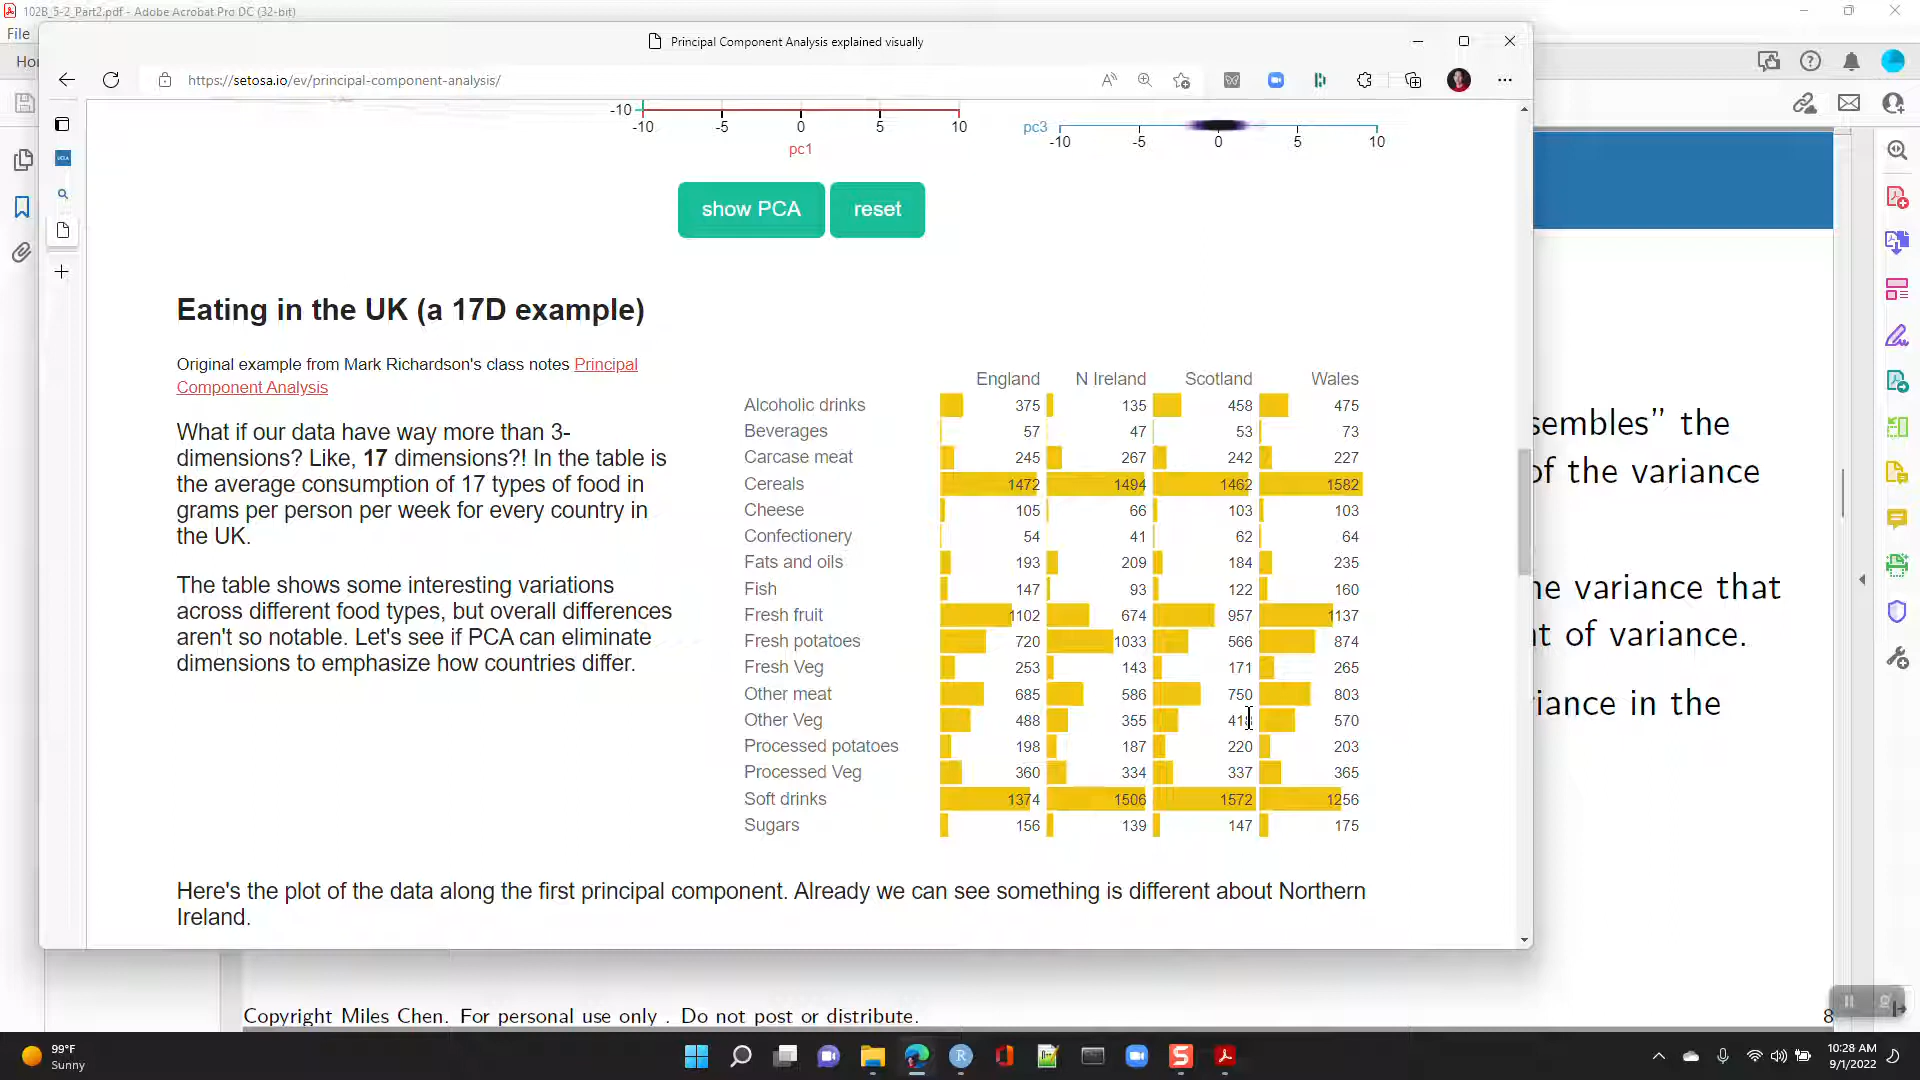 102B_5-2_Part2.pdf - Adobe Acrobat Pro DC (32-bit)
File
Principal Component Analysis explained visually
https://setosa.io/ev/principal-component-analysis/
-10
-10 -5 0 5 10
pc1
pc3
-10 -5 0 5 10
show PCA reset
Eating in the UK (a 17D example)
Original example from Mark Richardson's class notes Principal
Component Analysis
What if our data have way more than 3-
dimensions? Like, 17 dimensions?! In the table is
the average consumption of 17 types of food in
grams per person per week for every country in
the UK.
The table shows some interesting variations
across different food types, but overall differences
aren't so notable. Let's see if PCA can eliminate
dimensions to emphasize how countries differ.
England N Ireland Scotland Wales
Alcoholic drinks 375 135 458 475
Beverages 57 47 53 73
Carcase meat 245 267 242 227
Cereals 1472 1494 1462 1582
Cheese 105 66 103 103
Confectionery 54 41 62 64
Fats and oils 193 209 184 235
Fish 147 93 122 160
Fresh fruit 1102 674 957 1137
Fresh potatoes 720 1033 566 874
Fresh Veg 253 143 171 265
Other meat 685 586 750 803
Other Veg 488 355 418 570
Processed potatoes 198 187 220 203
Processed Veg 360 334 337 365
Soft drinks 1374 1506 1572 1256
Sugars 156 139 147 175
Here's the plot of the data along the first principal component. Already we can see something is different about Northern
Ireland.
sembles” the
of the variance
he variance that
nt of variance.
riance in the
Copyright Miles Chen. For personal use only . Do not post or distribute.
8
99°F
Sunny
10:28 AM
9/1/2022